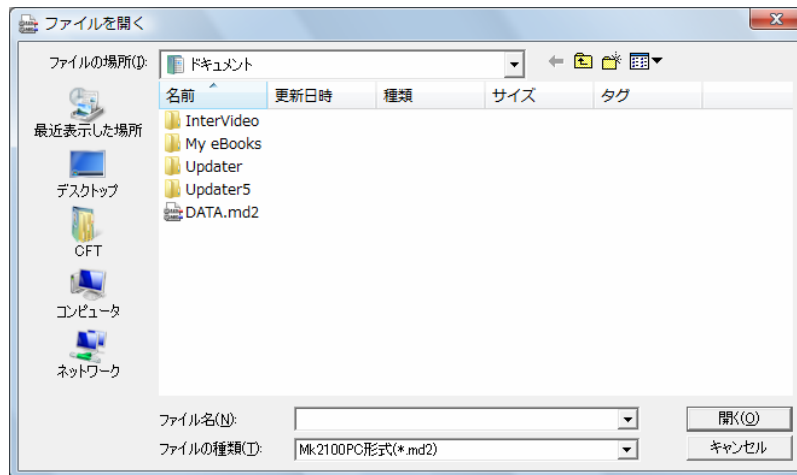 ファイルを開く
ファイルの場所(I):
ドキュメント
名前 更新日時 種類 サイズ タグ
最近表示した場所
デスクトップ
CFT
コンピュータ
ネットワーク
InterVideo
My eBooks
Updater
Updater5
DATA.md2
ファイル名(N):
開く(O)
ファイルの種類(T):
Mk2100PC形式(*.md2)
キャンセル